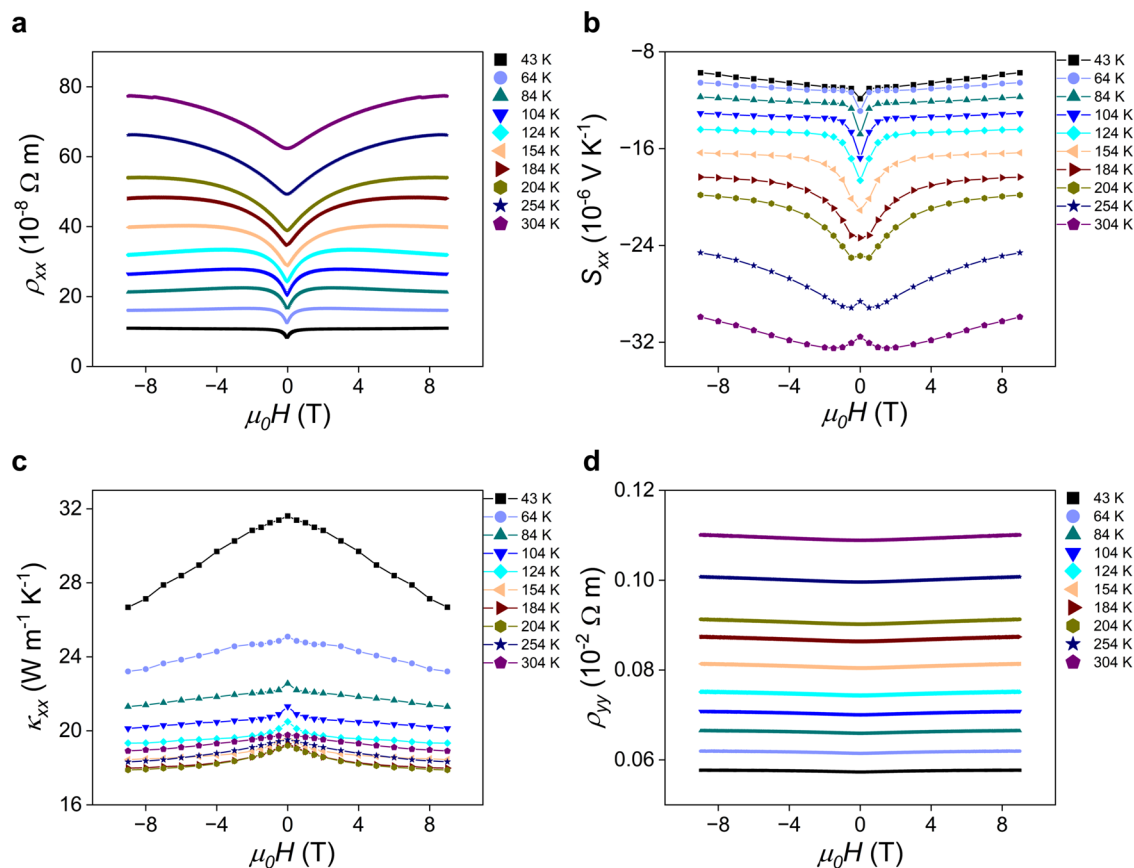 a
ρxx (10⁻⁸ Ω m)
80
60
40
20
0
−8 −4 0 4 8
μ₀H (T)
43 K
64 K
84 K
104 K
124 K
154 K
184 K
204 K
254 K
304 K
b
Sxx (10⁻⁶ V K⁻¹)
−8
−16
−24
−32
−8 −4 0 4 8
μ₀H (T)
43 K
64 K
84 K
104 K
124 K
154 K
184 K
204 K
254 K
304 K
c
κxx (W m⁻¹ K⁻¹)
32
28
24
20
16
−8 −4 0 4 8
μ₀H (T)
43 K
64 K
84 K
104 K
124 K
154 K
184 K
204 K
254 K
304 K
d
ρyy (10⁻² Ω m)
0.12
0.10
0.08
0.06
−8 −4 0 4 8
μ₀H (T)
43 K
64 K
84 K
104 K
124 K
154 K
184 K
204 K
254 K
304 K